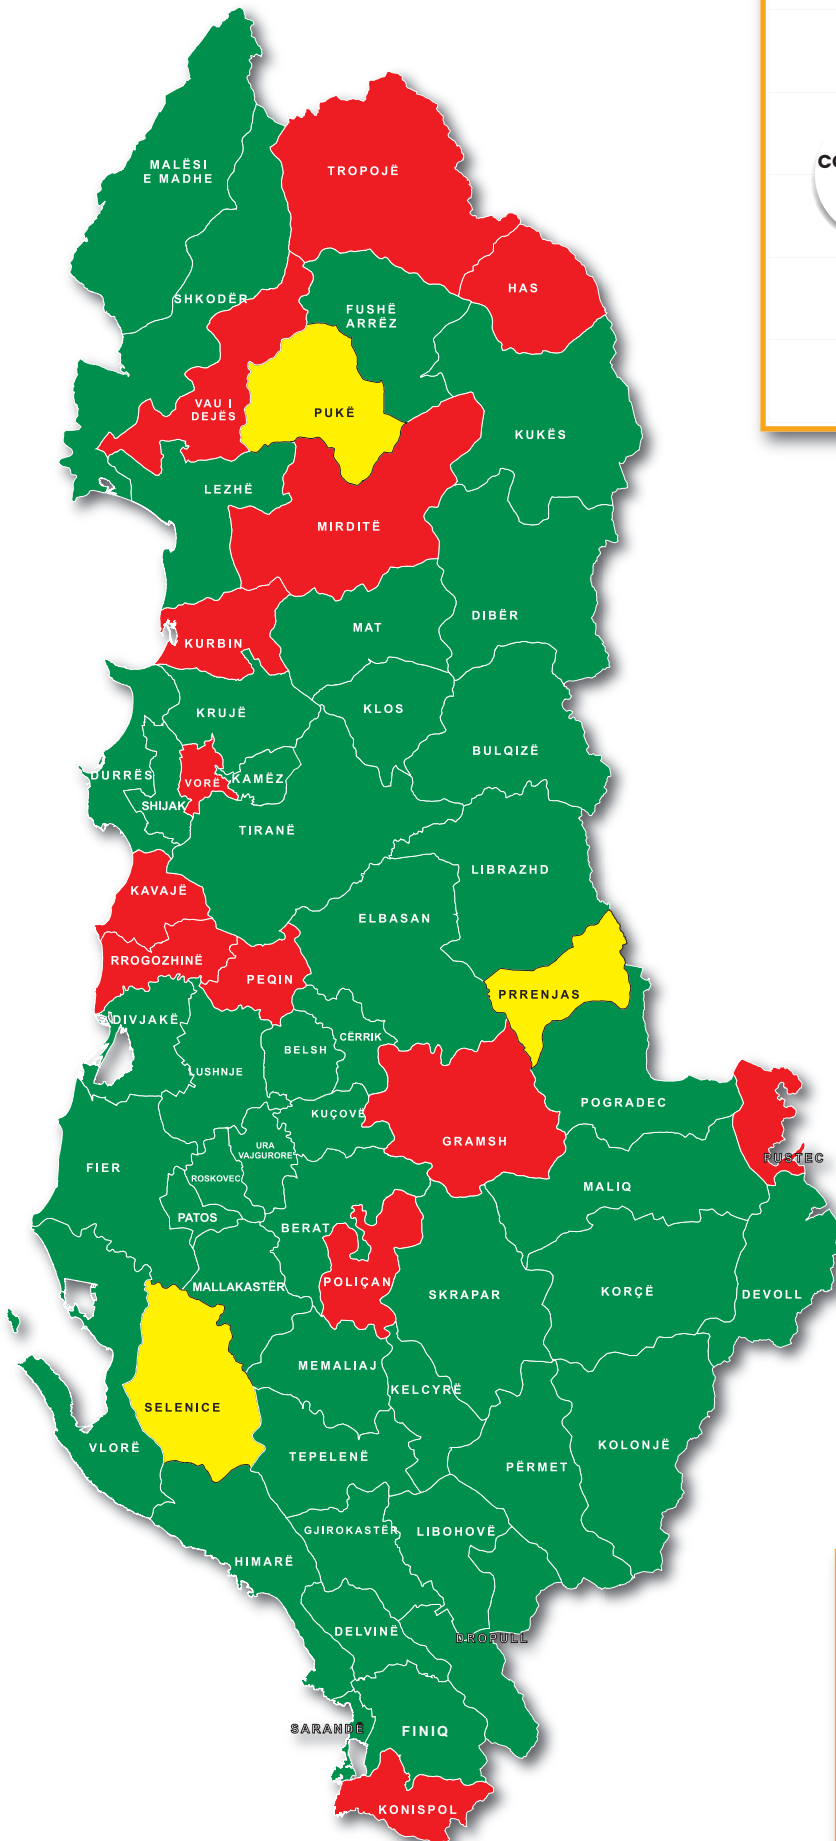 MALËSI
E MADHE
TROPOJË
HAS
SHKODËR
FUSHË
ARRËZ
VAU I
DEJËS
PUKË
KUKËS
LEZHË
MIRDITË
DIBËR
MAT
KURBIN
KLOS
KRUJË
BULQIZË
DURRËS
VORË
KAMËZ
SHIJAK
TIRANË
LIBRAZHD
KAVAJË
ELBASAN
RROGOZHINË
PEQIN
PRRENJAS
DIVJAKË
CËRRIK
BELSH
LUSHNJE
POGRADEC
KUÇOVË
GRAMSH
URA
VAJGURORE
PUSTEC
FIER
ROSKOVEC
MALIQ
PATOS
BERAT
POLIÇAN
MALLAKASTËR
SKRAPAR
KORÇË
DEVOLL
MEMALIAJ
KELCYRË
SELENICE
VLORË
TEPELENË
PËRMET
KOLONJË
GJIROKASTËR
LIBOHOVË
HIMARË
DELVINË
DROPULL
SARANDË
FINIQ
KONISPOL